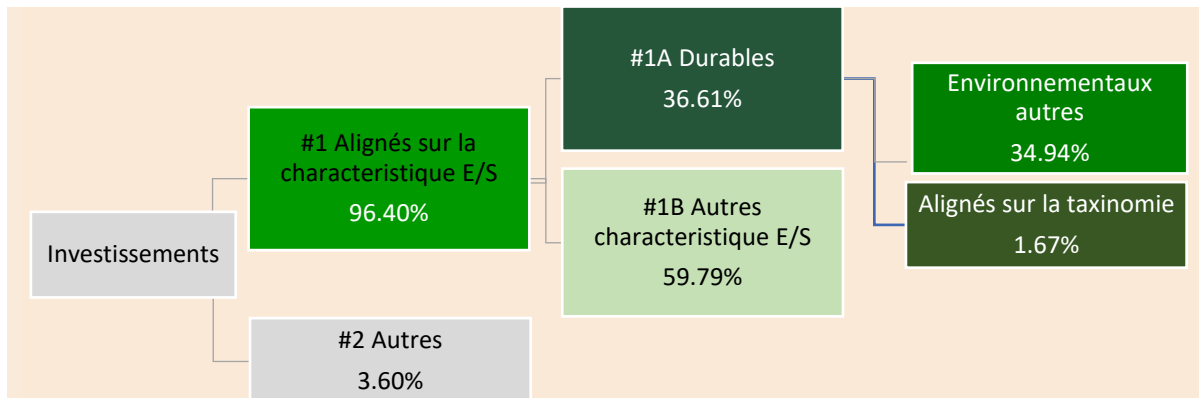 Investissements
#1 Alignés sur la
characteristique E/S
96.40%
#2 Autres
3.60%
#1A Durables
36.61%
#1B Autres
characteristique E/S
59.79%
Environnementaux
autres
34.94%
Alignés sur la taxinomie
1.67%